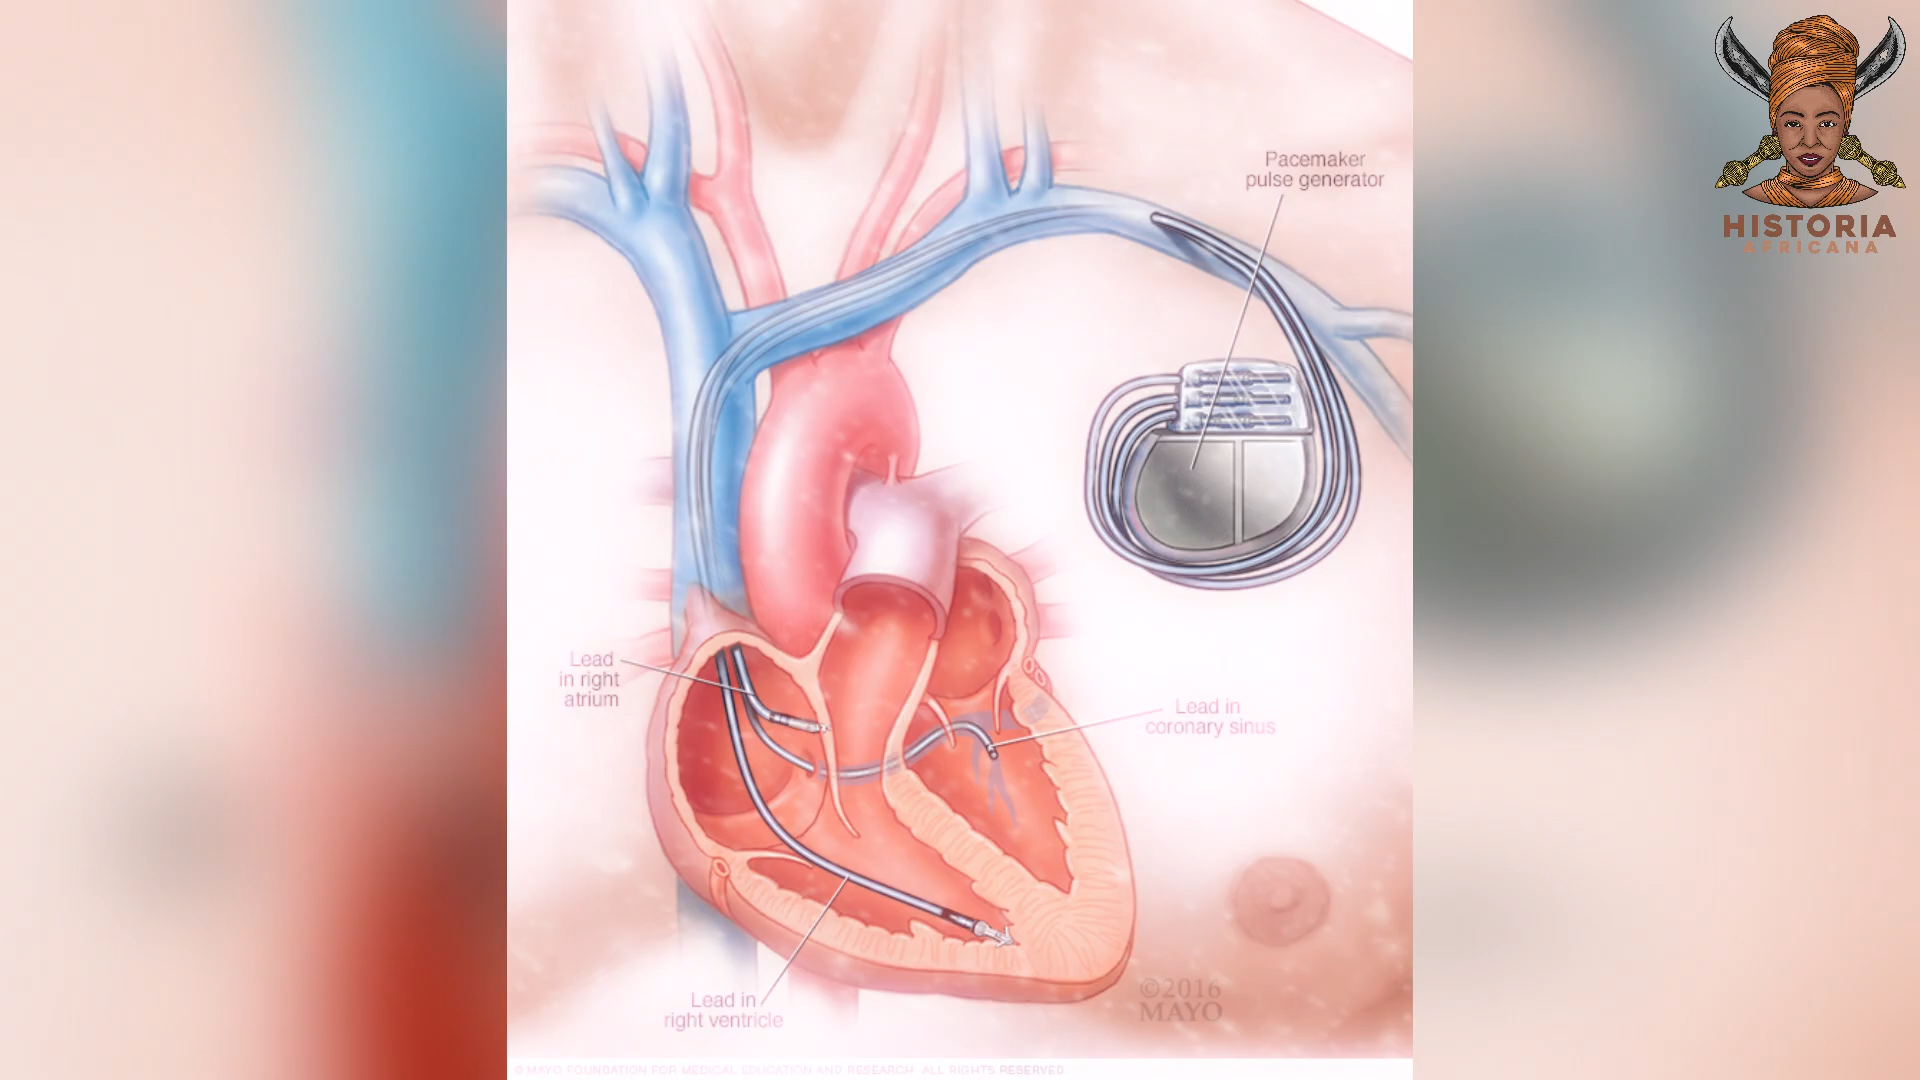 HISTORIA
AFRICANA
Pacemaker
pulse generator
Lead
in right
atrium
Lead in
coronary sinus
Lead in
right ventricle
©2016
MAYO
© MAYO FOUNDATION FOR MEDICAL EDUCATION AND RESEARCH. ALL RIGHTS RESERVED.